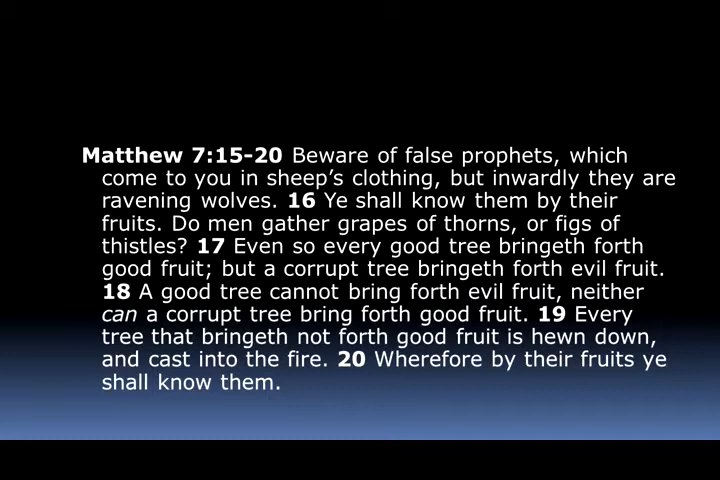 Matthew 7:15-20 Beware of false prophets, which
come to you in sheep’s clothing, but inwardly they are
ravening wolves. 16 Ye shall know them by their
fruits. Do men gather grapes of thorns, or figs of
thistles? 17 Even so every good tree bringeth forth
good fruit; but a corrupt tree bringeth forth evil fruit.
18 A good tree cannot bring forth evil fruit, neither
can a corrupt tree bring forth good fruit. 19 Every
tree that bringeth not forth good fruit is hewn down,
and cast into the fire. 20 Wherefore by their fruits ye
shall know them.